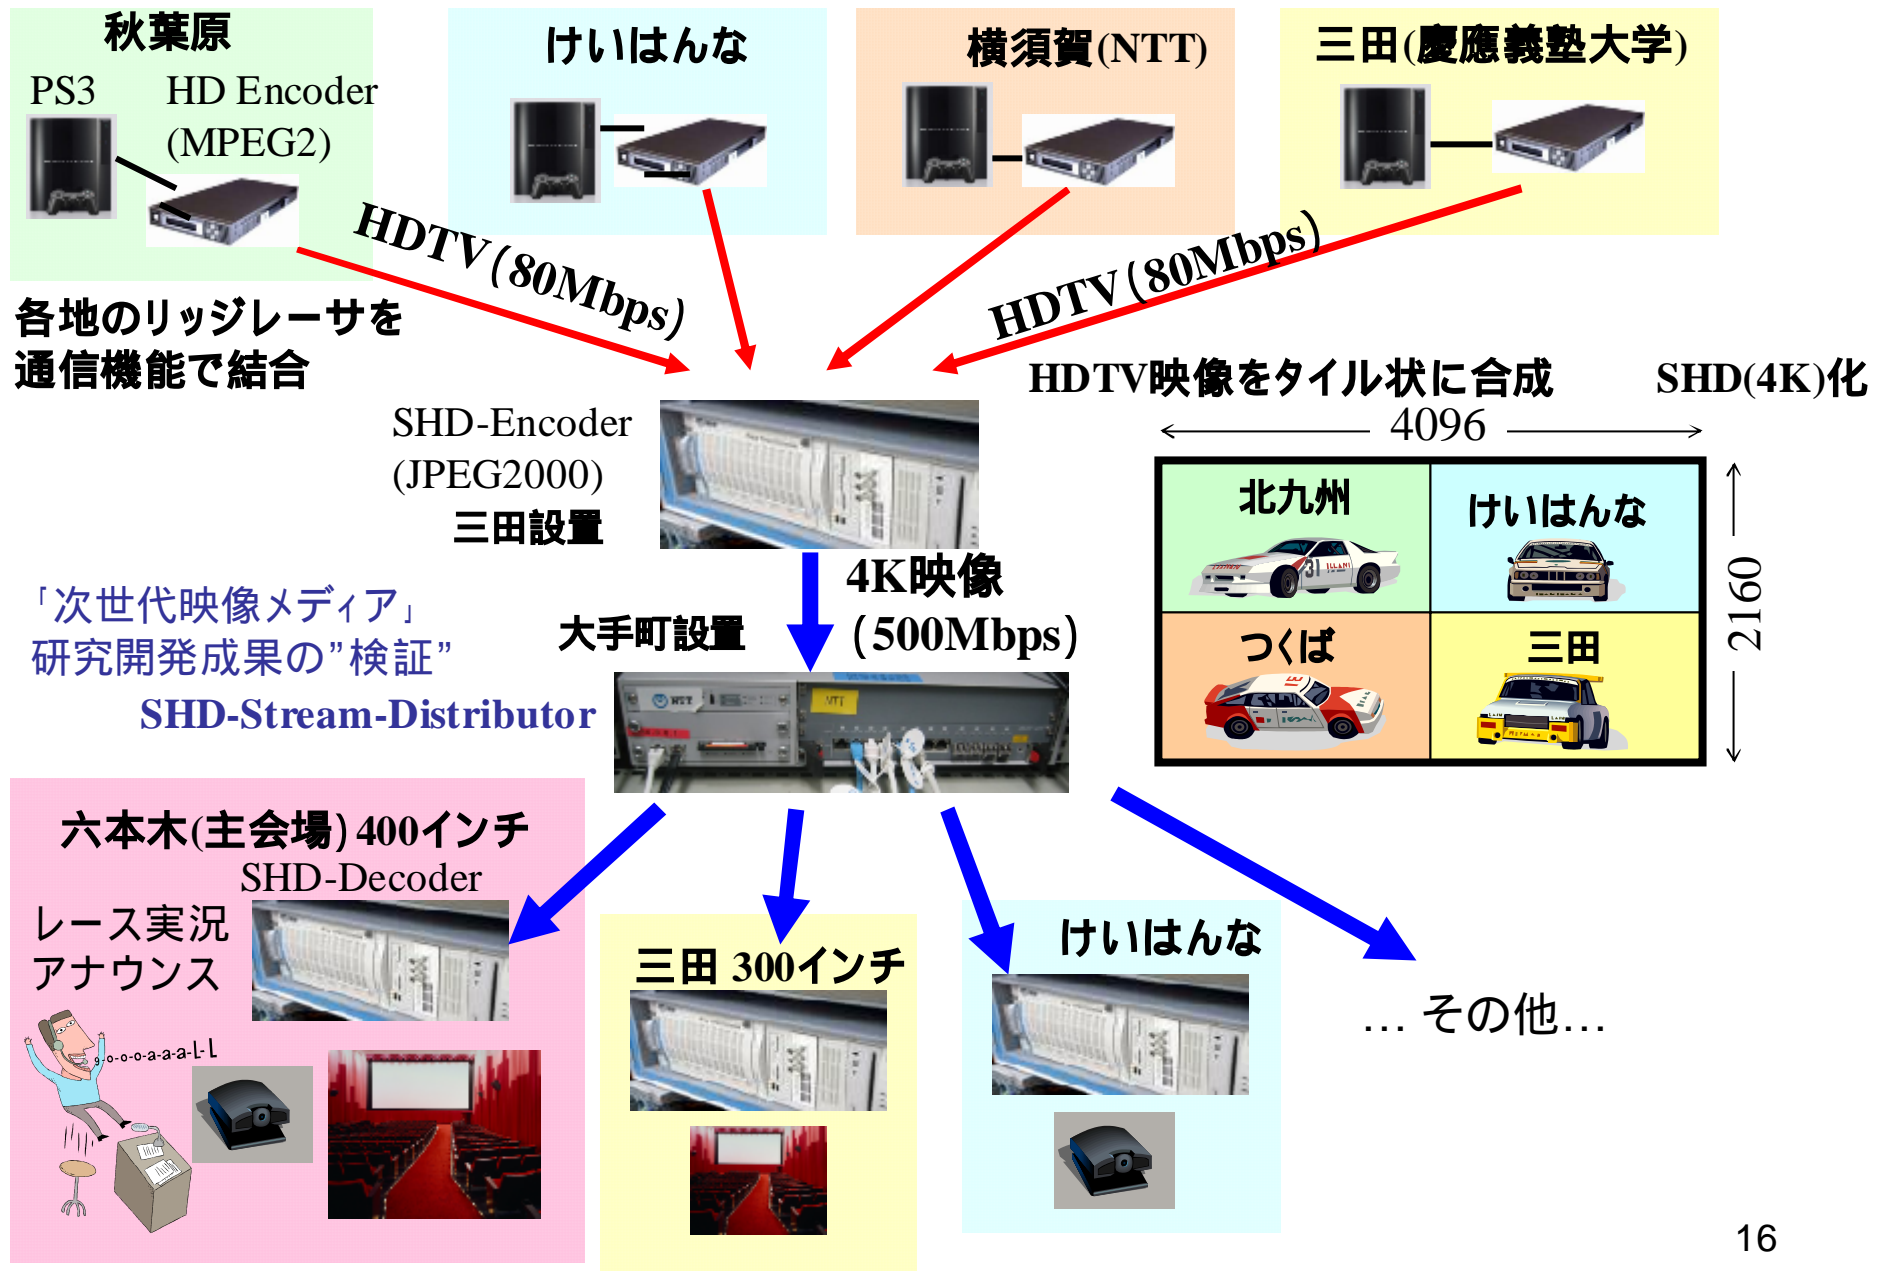 秋葉原
PS3
HD Encoder
(MPEG2)
けいはんな
横須賀(NTT)
三田(慶應義塾大学)
HDTV(80Mbps)
HDTV(80Mbps)
各地のリッジレーサを
通信機能で結合
HDTV映像をタイル状に合成
SHD(4K)化
SHD-Encoder
(JPEG2000)
三田設置
4096
2160
北九州
けいはんな
つくば
三田
31
4K映像
(500Mbps)
大手町設置
「次世代映像メディア」
研究開発成果の”検証”
SHD-Stream-Distributor
NTT
NTT
六本木(主会場)400インチ
SHD-Decoder
レース実況
アナウンス
g-o-o-o-a-a-a-L-L
三田 300インチ
けいはんな
… その他…
16